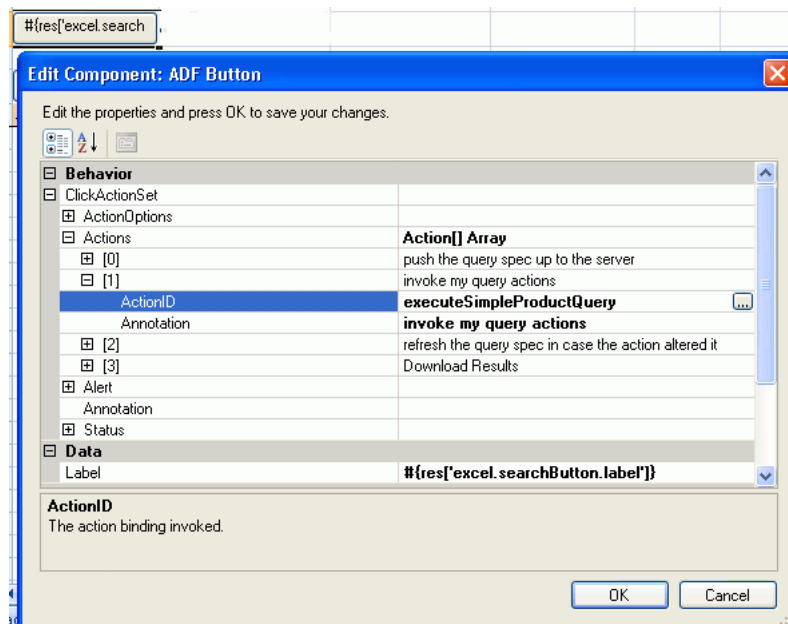 #{res['excel.search
Edit Component: ADF Button
Edit the properties and press OK to save your changes.
Behavior
ClickActionSet
ActionOptions
Actions Action[] Array
[0] push the query spec up to the server
[1] invoke my query actions
ActionID executeSimpleProductQuery ...
Annotation invoke my query actions
[2] refresh the query spec in case the action altered it
[3] Download Results
Alert
Annotation
Status
Data
Label #{res['excel.searchButton.label']}
ActionID
The action binding invoked.
OK Cancel